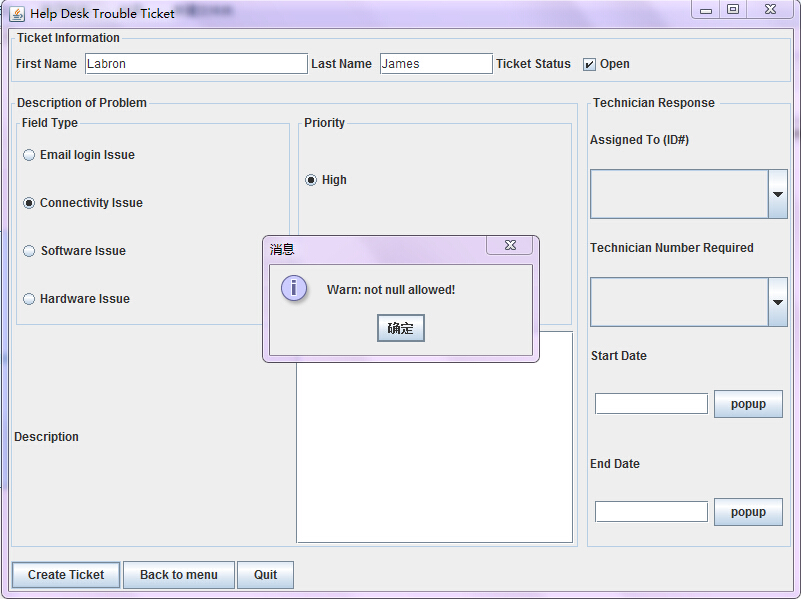 Help Desk Trouble Ticket
Ticket Information
First Name Labron Last Name James Ticket Status Open
Description of Problem
Field Type
Email login Issue
Connectivity Issue
Software Issue
Hardware Issue
Priority
High
消息
Warn: not null allowed!
确定
Description
Technician Response
Assigned To (ID#)
Technician Number Required
Start Date
popup
End Date
popup
Create Ticket Back to menu Quit